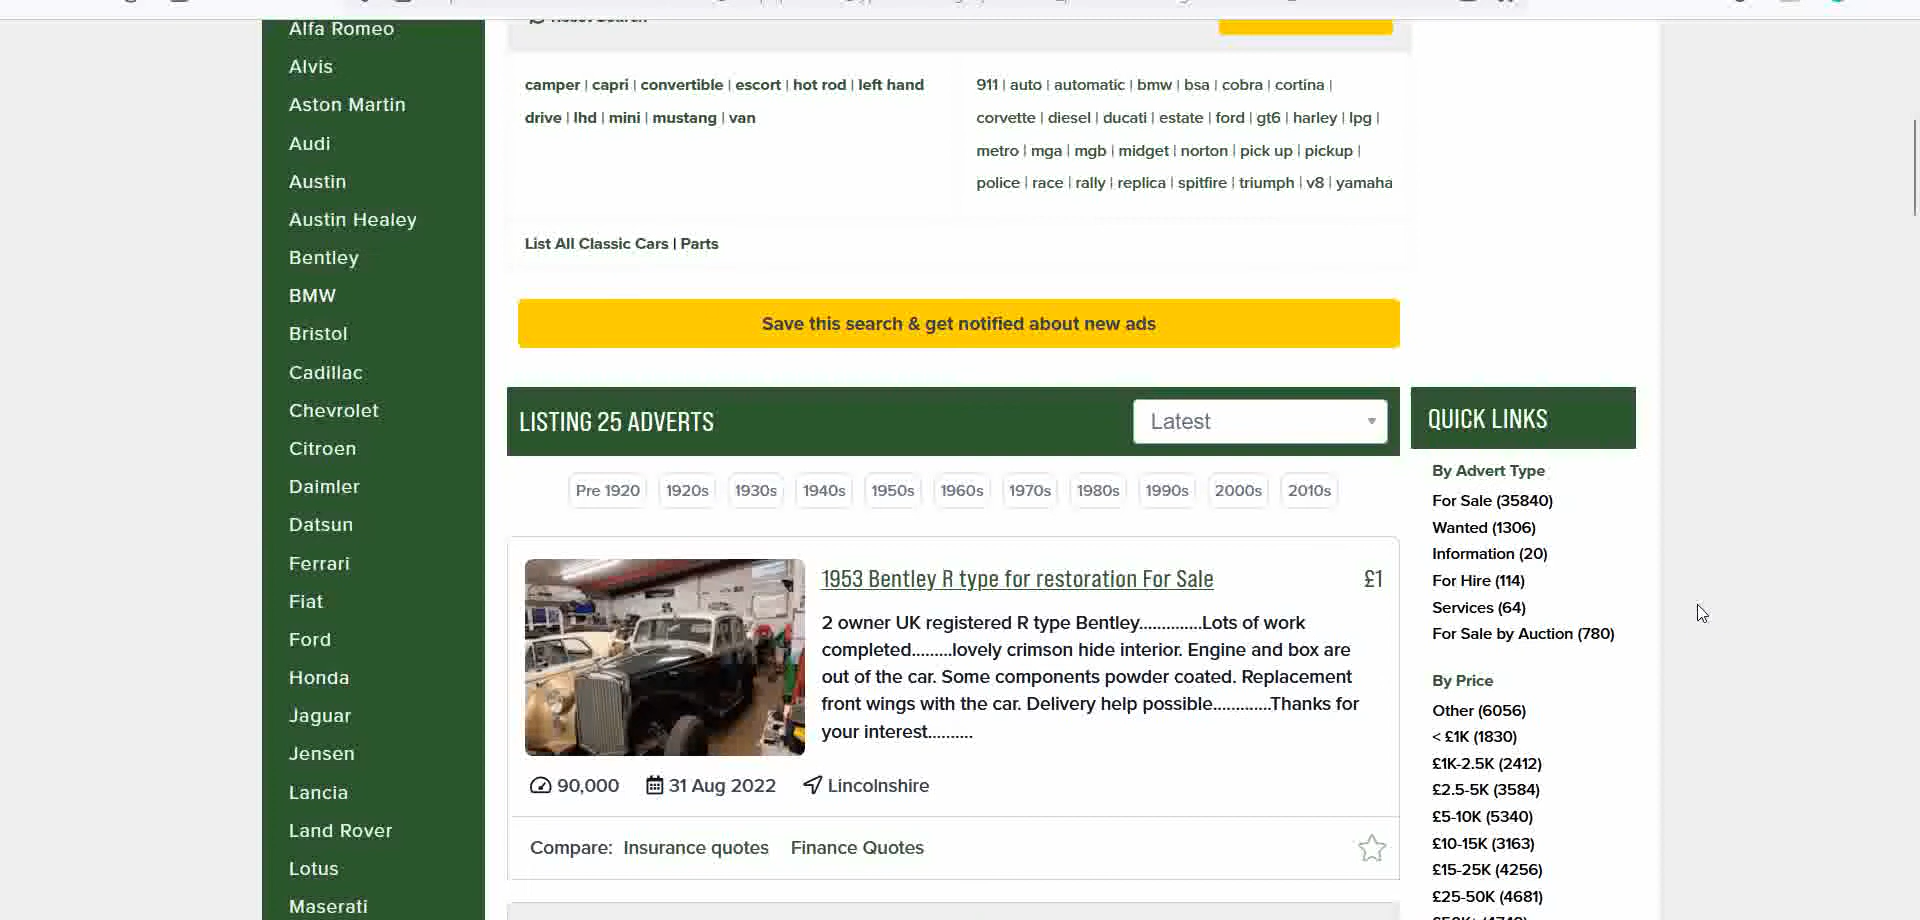 Alfa Romeo
Alvis
Aston Martin
Audi
Austin
Austin Healey
Bentley
BMW
Bristol
Cadillac
Chevrolet
Citroen
Daimler
Datsun
Ferrari
Fiat
Ford
Honda
Jaguar
Jensen
Lancia
Land Rover
Lotus
Maserati
camper | capri | convertible | escort | hot rod | left hand
drive | lhd | mini | mustang | van
911 | auto | automatic | bmw | bsa | cobra | cortina |
corvette | diesel | ducati | estate | ford | gt6 | harley | lpg |
metro | mga | mgb | midget | norton | pick up | pickup |
police | race | rally | replica | spitfire | triumph | v8 | yamaha
List All Classic Cars | Parts
Save this search & get notified about new ads
LISTING 25 ADVERTS
Latest
Pre 1920 1920s 1930s 1940s 1950s 1960s 1970s 1980s 1990s 2000s 2010s
1953 Bentley R type for restoration For Sale £1
2 owner UK registered R type Bentley..............Lots of work
completed.........lovely crimson hide interior. Engine and box are
out of the car. Some components powder coated. Replacement
front wings with the car. Delivery help possible.............Thanks for
your interest..........
90,000 31 Aug 2022 Lincolnshire
Compare: Insurance quotes Finance Quotes
QUICK LINKS
By Advert Type
For Sale (35840)
Wanted (1306)
Information (20)
For Hire (114)
Services (64)
For Sale by Auction (780)
By Price
Other (6056)
< £1K (1830)
£1K-2.5K (2412)
£2.5-5K (3584)
£5-10K (5340)
£10-15K (3163)
£15-25K (4256)
£25-50K (4681)